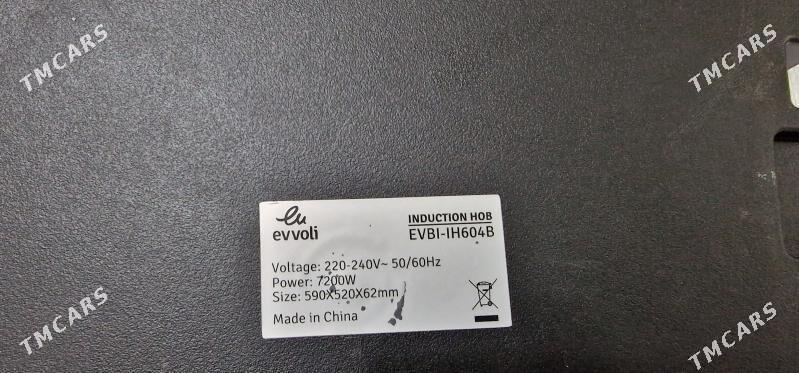 TMCARS
TMCARS
eu
evvoli
INDUCTION HOB
EVBI-IH604B
Voltage: 220-240V~ 50/60Hz
Power: 7200W
Size: 590X520X62mm
Made in China
TMCARS
TMCARS